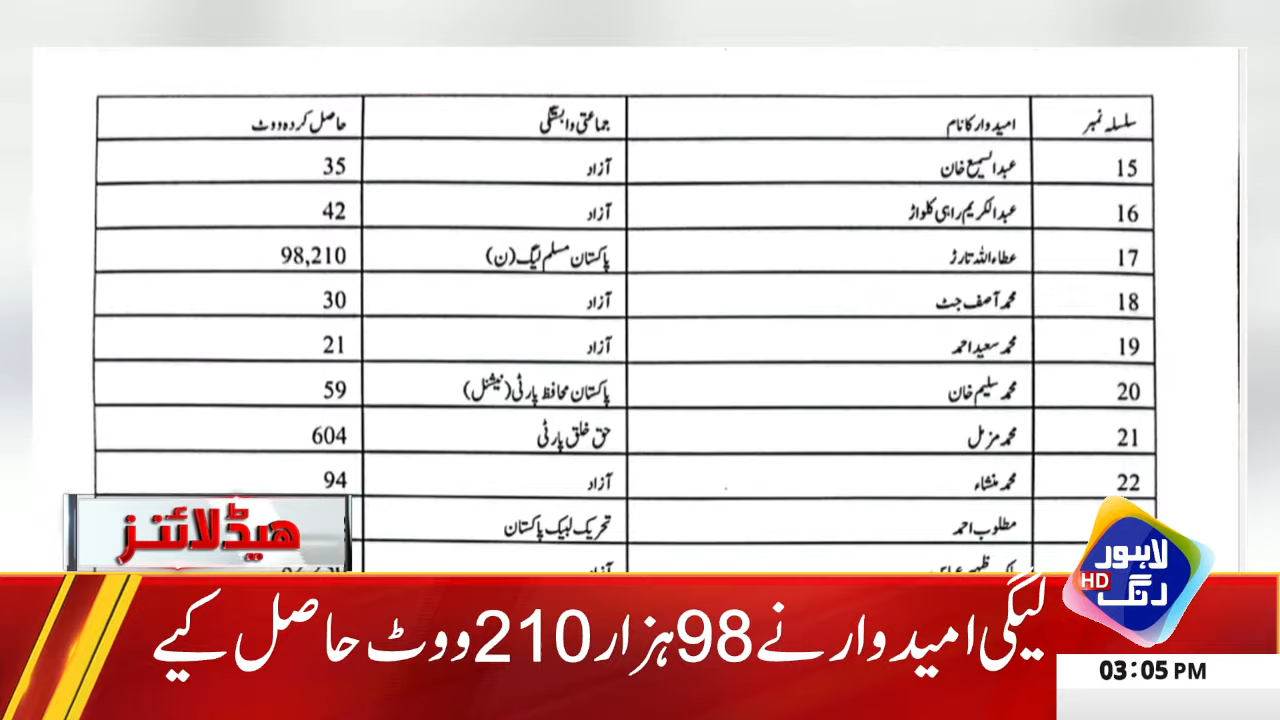 سلسلہ نمبر امیدوار کا نام جماعتی وابستگی حاصل کردہ ووٹ
15 عبدالسمیع خان آزاد 35
16 عبدالکریم راہی کلواڑ آزاد 42
17 عطاء اللہ تارڑ پاکستان مسلم لیگ (ن) 98,210
18 محمد آصف جٹ آزاد 30
19 محمد سعید احمد آزاد 21
20 محمد سلیم خان پاکستان محافظ پارٹی (نیشنل) 59
21 محمد مزمل حق خلق پارٹی 604
22 محمد منشاء آزاد 94
مطلوب احمد تحریک لبیک پاکستان
ھیڈلائنز
لاہور
رنگ HD
لیگی امیدوار نے 98 ہزار 210 ووٹ حاصل کیے
03:05 PM